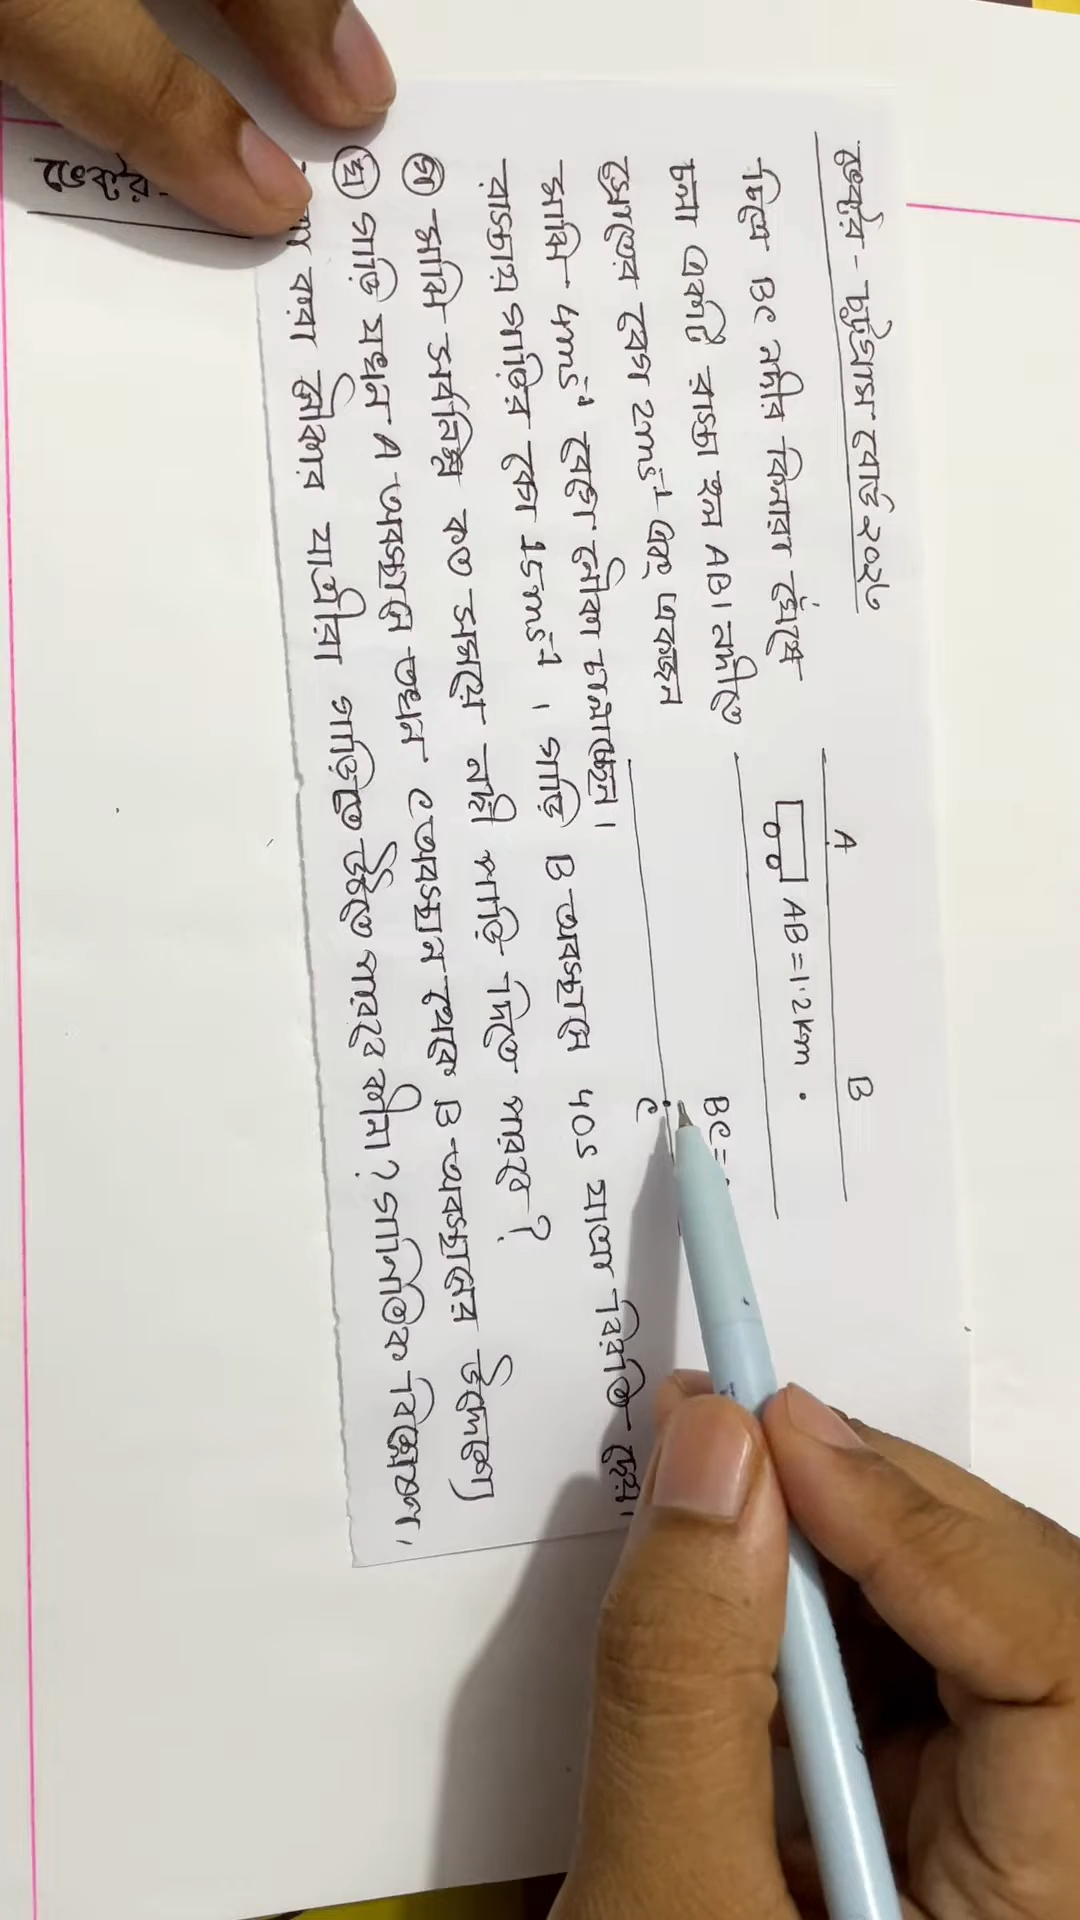 ভেক্টর - চট্টগ্রাম বোর্ড ২০২৩
চিত্রে BC নদীর কিনারা ঘেঁষে
চলা একটি রাস্তা হল AB। নদীতে
স্রোতের বেগ 2ms⁻¹ এবং একজন
মাঝি 4ms⁻¹ বেগে নৌকা চালাচ্ছেন।
রাস্তায় গাড়ির বেগ 15ms⁻¹। গাড়ি B অবস্থানে 40s যাত্রা বিরতি দেয়।
গ মাঝি সর্বনিম্ন কত সময়ে নদী পাড়ি দিতে পারবে?
ঘ গাড়ি যখন A অবস্থানে তখন C অবস্থান থেকে B অবস্থানের উদ্দেশ্যে
করা নৌকার যাত্রীরা গাড়িতে উঠতে পারবে কীনা? গাণিতিক বিশ্লেষণ।
A
B
AB = 1.2km
BC =
C
ভেক্টর -